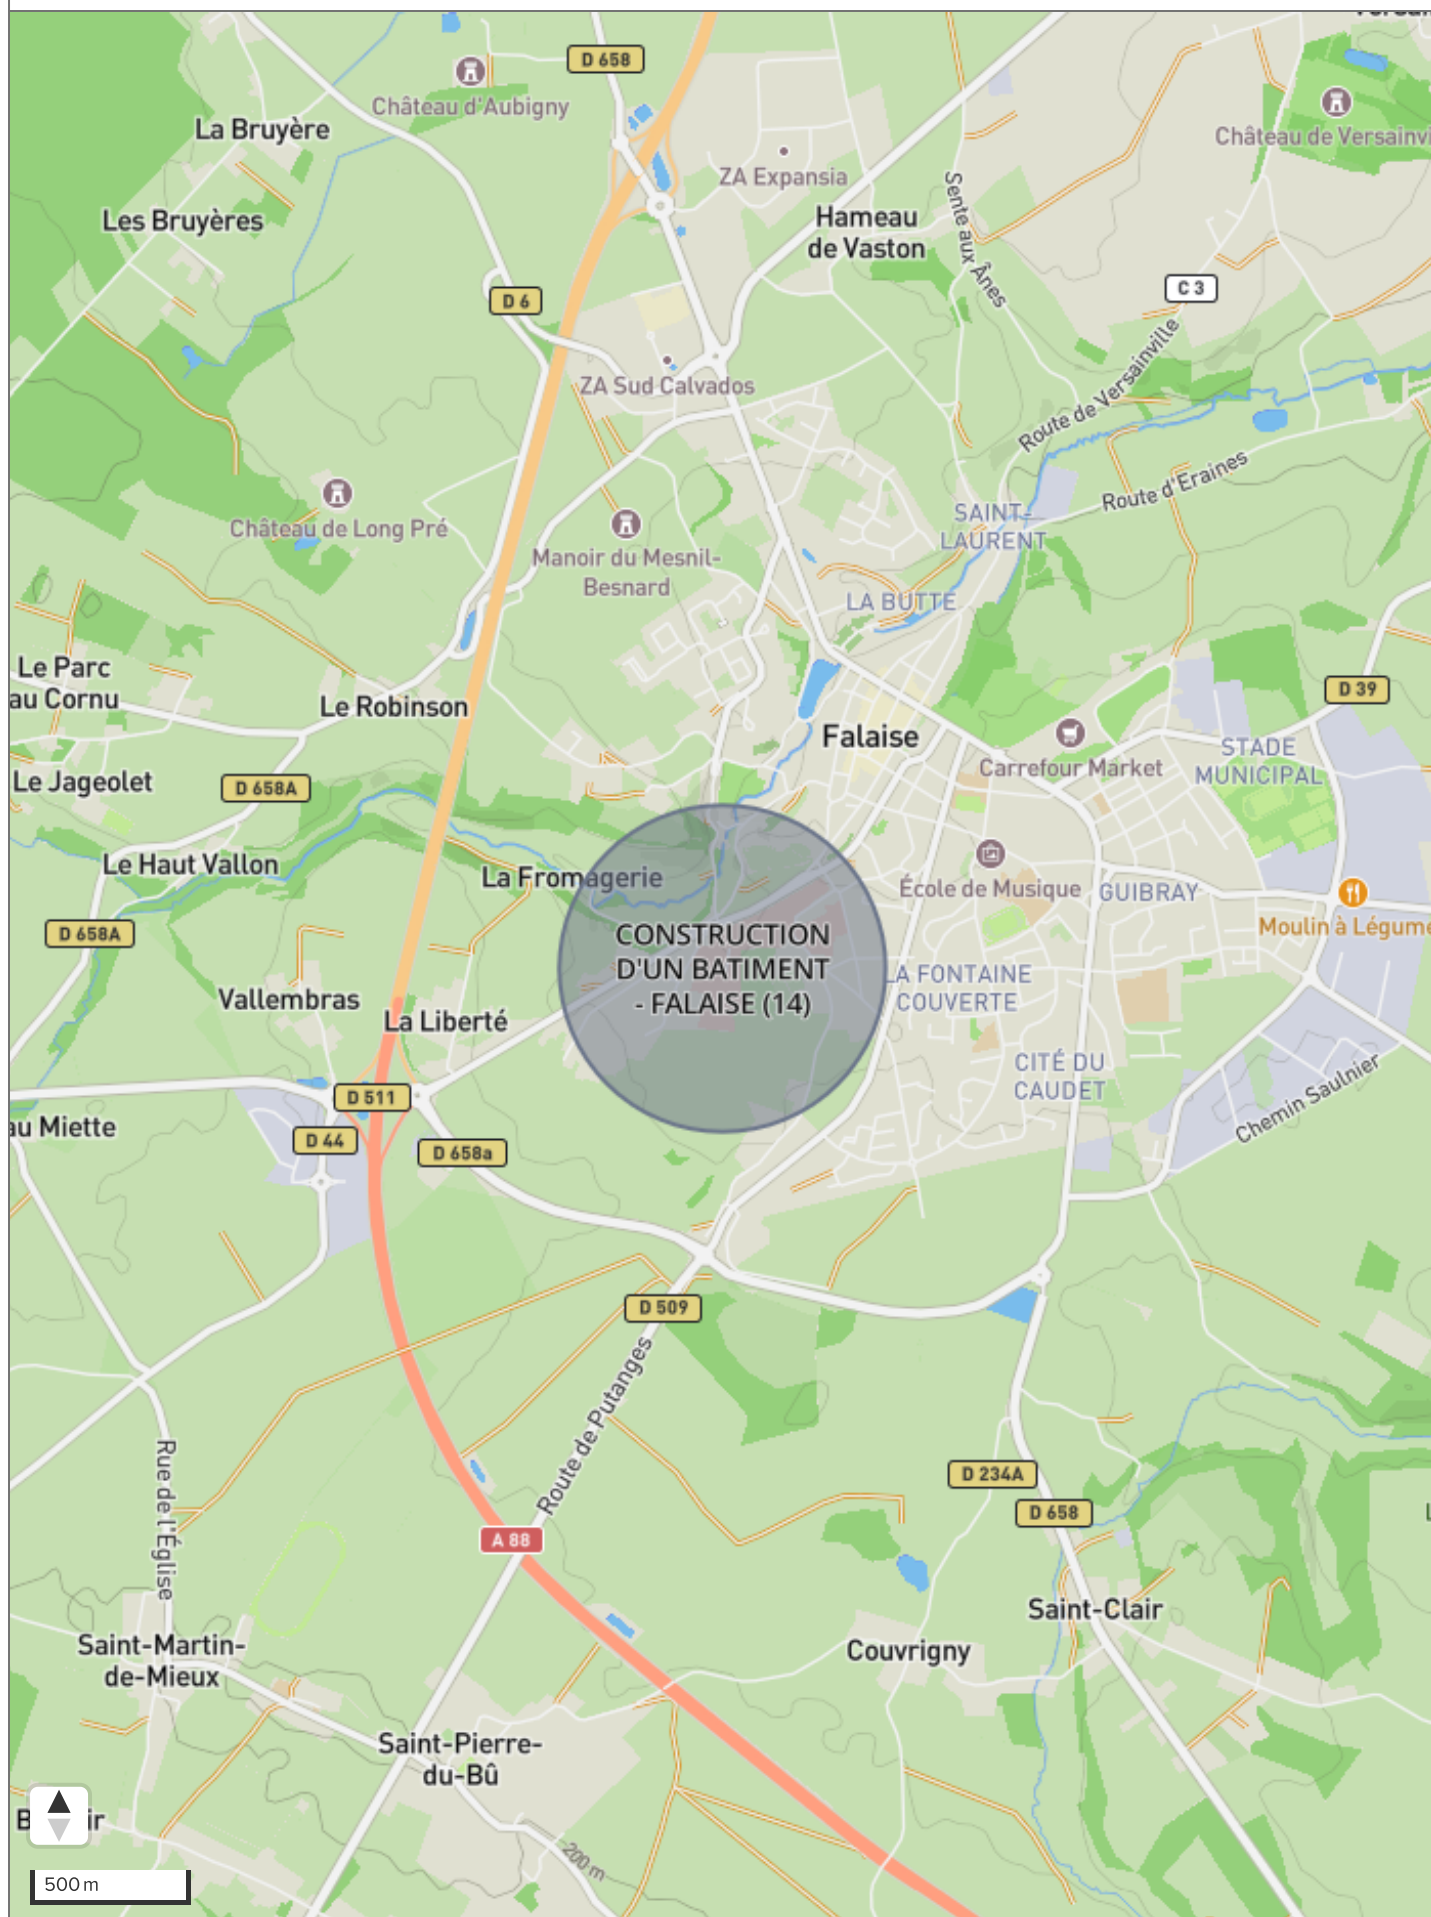 D 658
Château d'Aubigny
La Bruyère
Château de Versainvi
ZA Expansia
Les Bruyères
Hameau
de Vaston
Sente aux Ânes
C 3
D 6
Route de Versainville
ZA Sud Calvados
Route d'Eraines
Château de Long Pré
SAINT-
LAURENT
Manoir du Mesnil-
Besnard
LA BUTTE
Le Parc
au Cornu
D 39
Le Robinson
Falaise
STADE
MUNICIPAL
Carrefour Market
Le Jageolet
D 658A
Le Haut Vallon
La Fromagerie
École de Musique
GUIBRAY
Moulin à Légume
D 658A
CONSTRUCTION
D'UN BATIMENT
- FALAISE (14)
LA FONTAINE
COUVERTE
Vallembras
La Liberté
CITÉ DU
CAUDET
D 511
Chemin Saulnier
au Miette
D 44
D 658a
D 509
Route de Putanges
Rue de l'Église
D 234A
D 658
A 88
Saint-Clair
Saint-Martin-
de-Mieux
Couvrigny
Saint-Pierre-
du-Bû
200 m
500 m